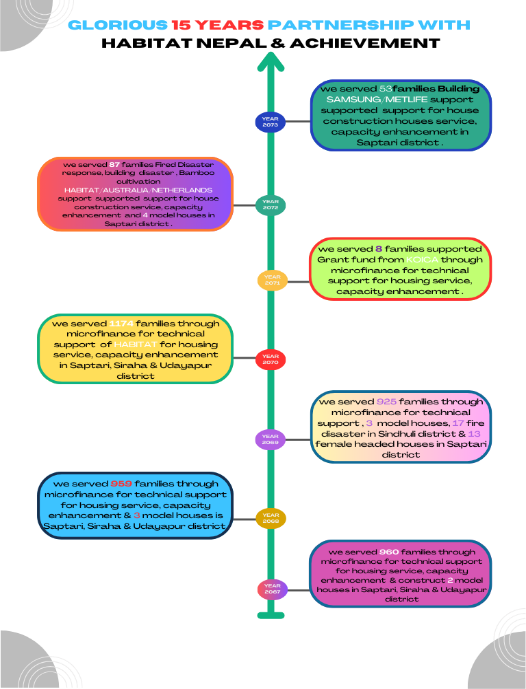 GLORIOUS 15 YEARS PARTNERSHIP WITH
HABITAT NEPAL & ACHIEVEMENT
YEAR
2073
we served 53families Building
SAMSUNG/METLIFE support
supported support for house
construction houses service,
capacity enhancement in
Saptari district .
we served 87 families Fired Disaster
response, building disaster , Bamboo
cultivation
HABITAT/AUSTRALIA/NETHERLANDS
support supported support for house
construction service, capacity
enhancement and 4 model houses in
Saptari district .
YEAR
2072
YEAR
2071
we served 8 families supported
Grant fund from KOICA through
microfinance for technical
support for housing service,
capacity enhancement .
we served 1174 families through
microfinance for technical
support of HABITAT for housing
service, capacity enhancement
in Saptari, Siraha & Udayapur
district
YEAR
2070
YEAR
2069
we served 925 families through
microfinance for technical
support , 3 model houses, 17 fire
disaster in Sindhuli district & 13
female headed houses in Saptari
district
we served 959 families through
microfinance for technical support
for housing service, capacity
enhancement & 3 model houses is
Saptari, Siraha & Udayapur district
YEAR
2068
YEAR
2067
we served 960 families through
microfinance for technical support
for housing service, capacity
enhancement & construct 2 model
houses in Saptari, Siraha & Udayapur
district